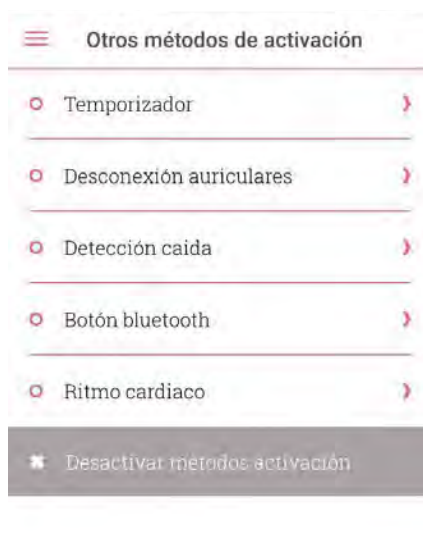 Otros métodos de activación
Temporizador
Desconexión auriculares
Detección caida
Botón bluetooth
Ritmo cardiaco
Desactivar métodos activación